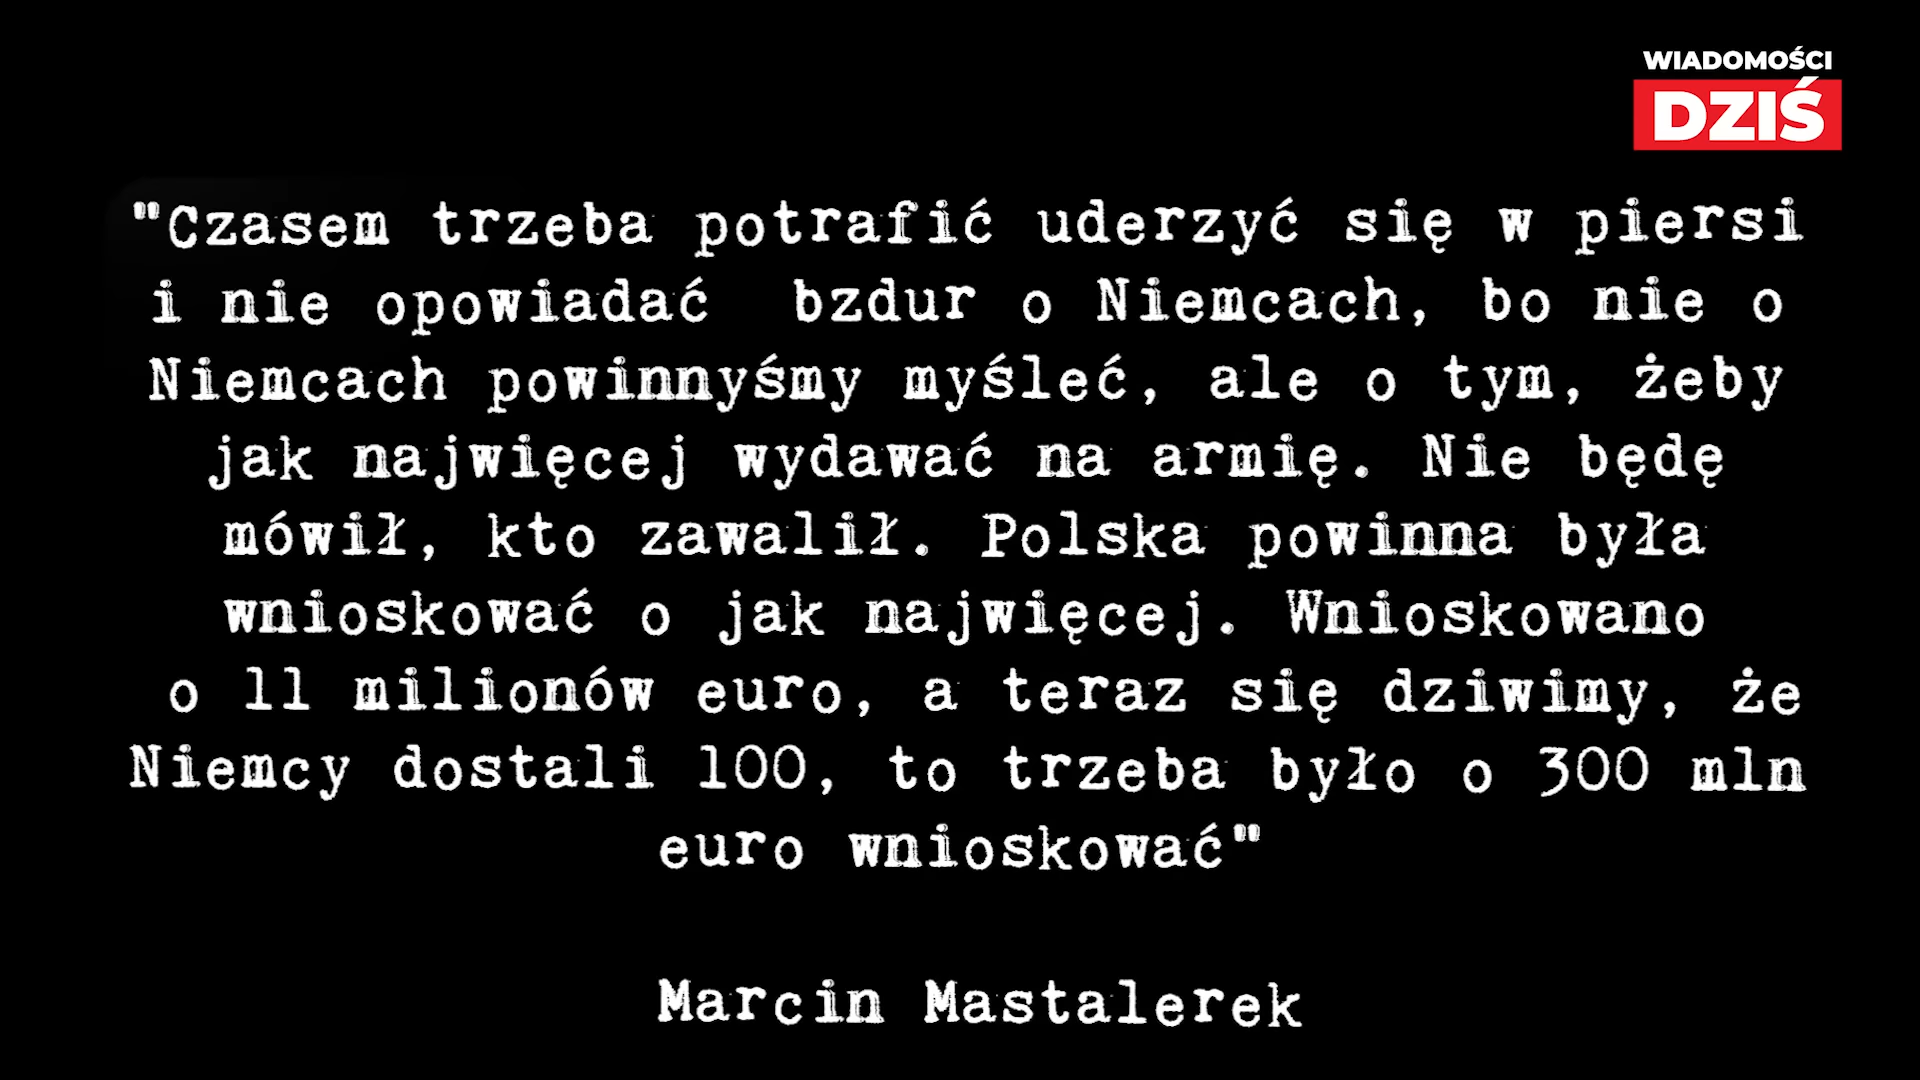 WIADOMOŚCI
DZIŚ
"Czasem trzeba potrafić uderzyć się w piersi
i nie opowiadać  bzdur o Niemcach, bo nie o
Niemcach powinnyśmy myśleć, ale o tym, żeby
jak najwięcej wydawać na armię. Nie będę
mówił, kto zawalił. Polska powinna była
wnioskować o jak najwięcej. Wnioskowano
o 11 milionów euro, a teraz się dziwimy, że
Niemcy dostali 100, to trzeba było o 300 mln
euro wnioskować"
Marcin Mastalerek